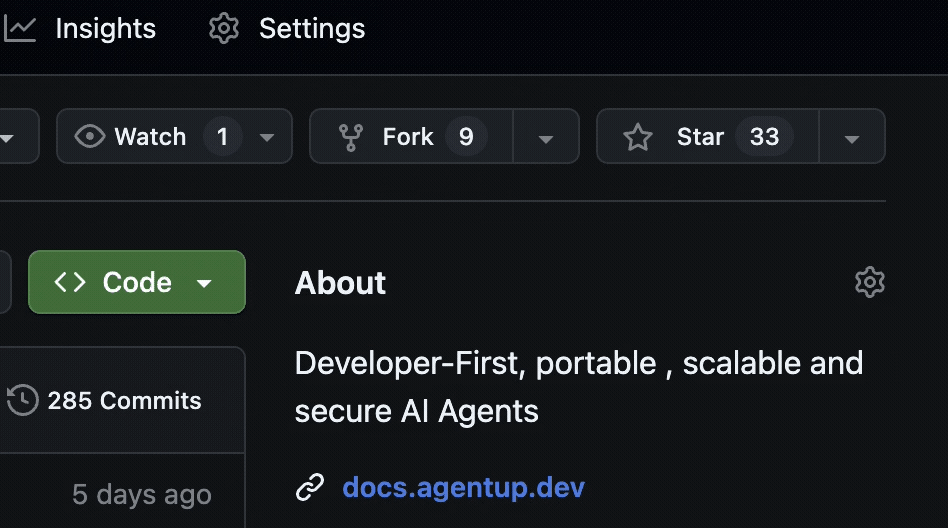 Insights Settings
Watch 1 Fork 9 Star 33
Code
About
Developer-First, portable , scalable and
secure AI Agents
285 Commits
5 days ago
docs.agentup.dev